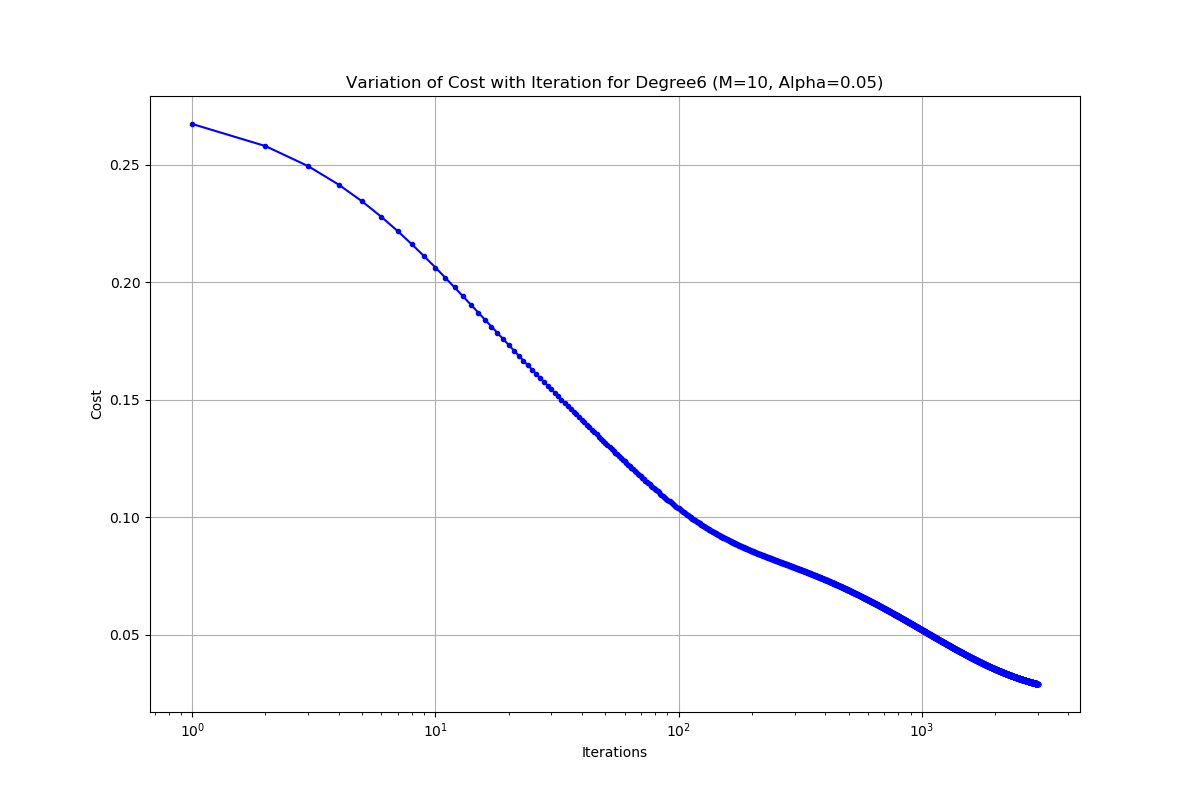 Variation of Cost with Iteration for Degree6 (M=10, Alpha=0.05)
Cost
0.25
0.20
0.15
0.10
0.05
10⁰ 10¹ 10² 10³
Iterations